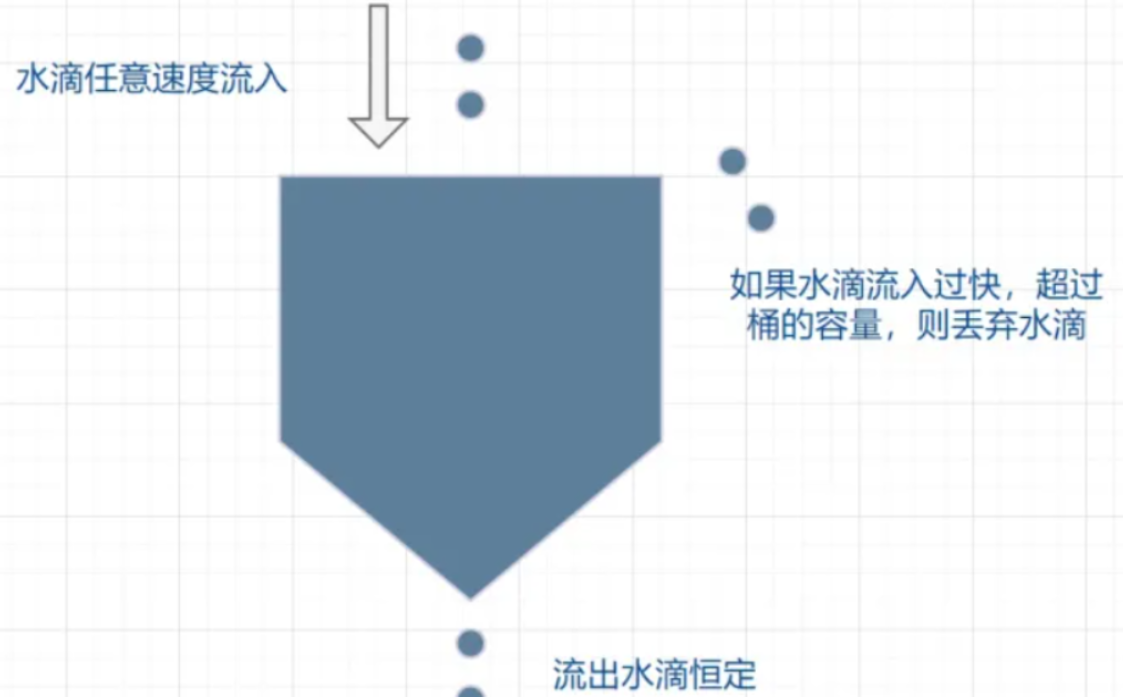 水滴任意速度流入
如果水滴流入过快，超过
桶的容量，则丢弃水滴
流出水滴恒定